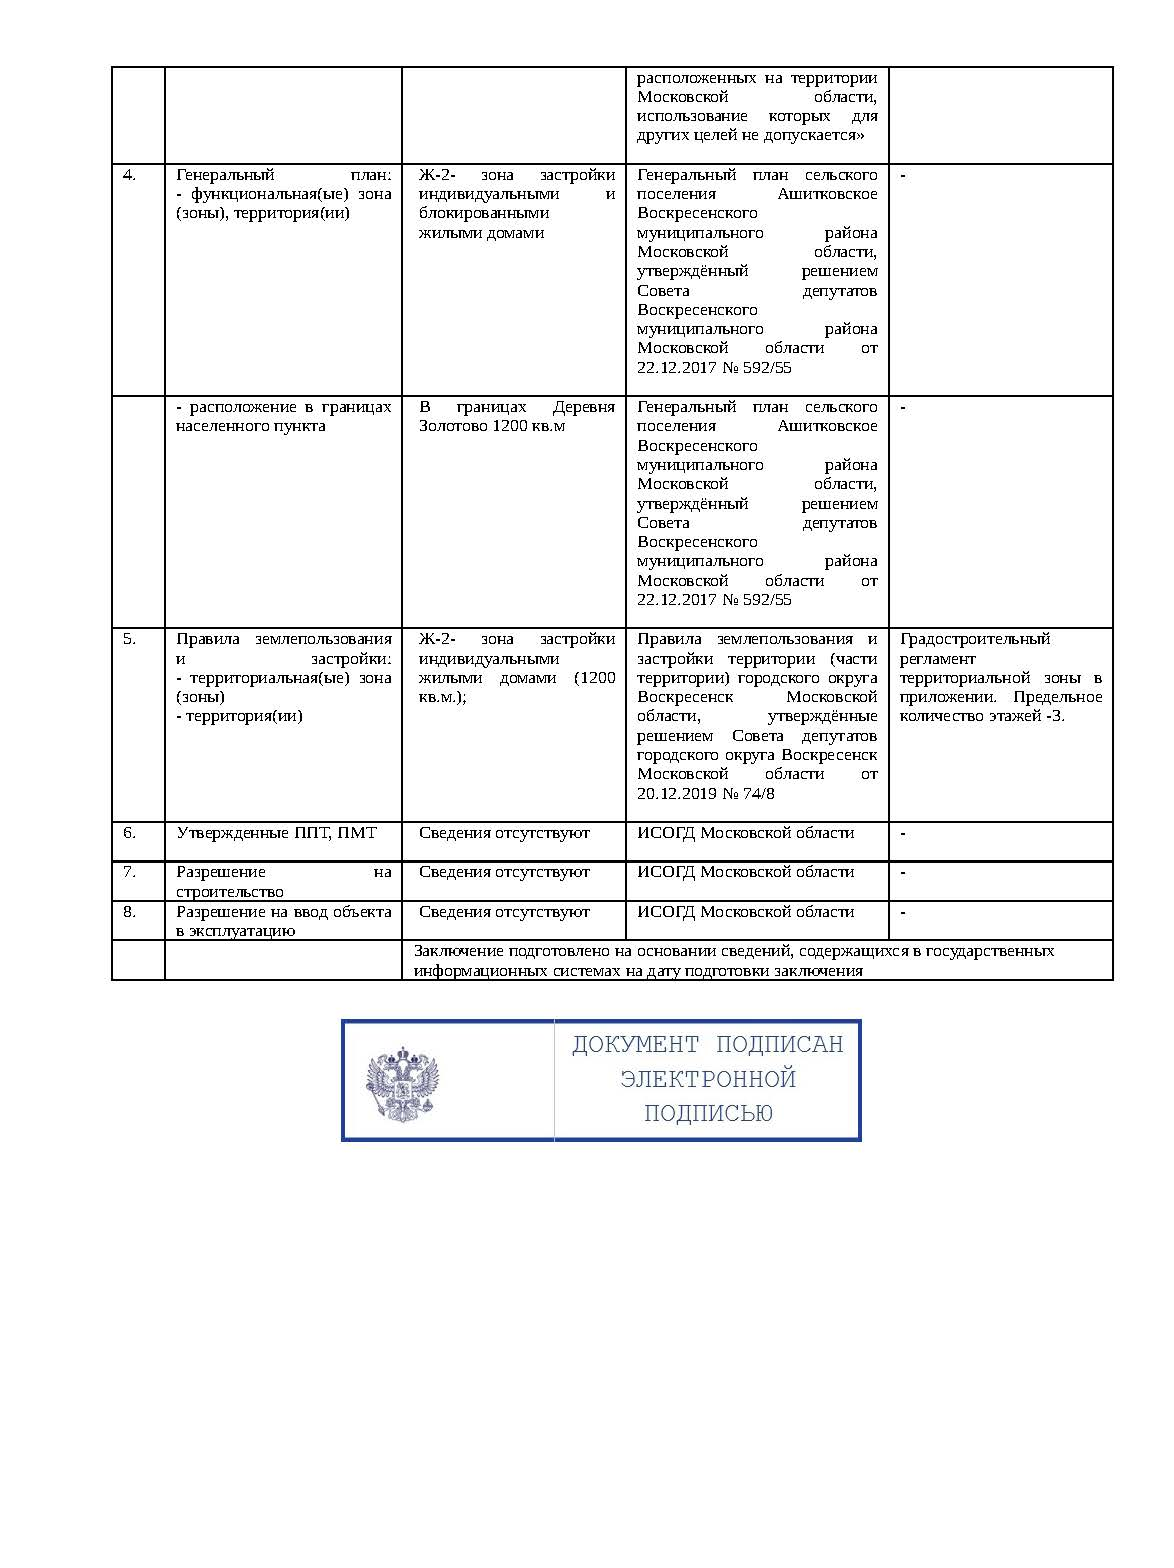 расположенных на территории
Московской области,
использование которых для
других целей не допускается»
4.
Генеральный план:
- функциональная(ые) зона
(зоны), территория(ии)
Ж-2- зона застройки
индивидуальными и
блокированными
жилыми домами
Генеральный план сельского
поселения Ашитковское
Воскресенского
муниципального района
Московской области,
утверждённый решением
Совета депутатов
Воскресенского
муниципального района
Московской области от
22.12.2017 № 592/55
-
- расположение в границах
населенного пункта
В границах Деревня
Золотово 1200 кв.м
Генеральный план сельского
поселения Ашитковское
Воскресенского
муниципального района
Московской области,
утверждённый решением
Совета депутатов
Воскресенского
муниципального района
Московской области от
22.12.2017 № 592/55
-
5.
Правила землепользования
и застройки:
- территориальная(ые) зона
(зоны)
- территория(ии)
Ж-2- зона застройки
индивидуальными
жилыми домами (1200
кв.м.);
Правила землепользования и
застройки территории (части
территории) городского округа
Воскресенск Московской
области, утверждённые
решением Совета депутатов
городского округа Воскресенск
Московской области от
20.12.2019 № 74/8
Градостроительный
регламент
территориальной зоны в
приложении. Предельное
количество этажей -3.
6.
Утвержденные ППТ, ПМТ
Сведения отсутствуют
ИСОГД Московской области
-
7.
Разрешение на
строительство
Сведения отсутствуют
ИСОГД Московской области
-
8.
Разрешение на ввод объекта
в эксплуатацию
Сведения отсутствуют
ИСОГД Московской области
-
Заключение подготовлено на основании сведений, содержащихся в государственных
информационных системах на дату подготовки заключения
ДОКУМЕНТ ПОДПИСАН
ЭЛЕКТРОННОЙ
ПОДПИСЬЮ